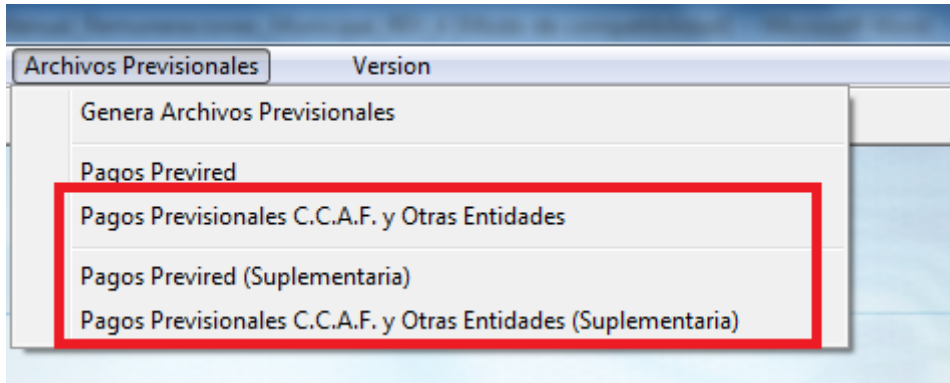 Archivos Previsionales Version
Genera Archivos Previsionales
Pagos Previred
Pagos Previsionales C.C.A.F. y Otras Entidades
Pagos Previred (Suplementaria)
Pagos Previsionales C.C.A.F. y Otras Entidades (Suplementaria)